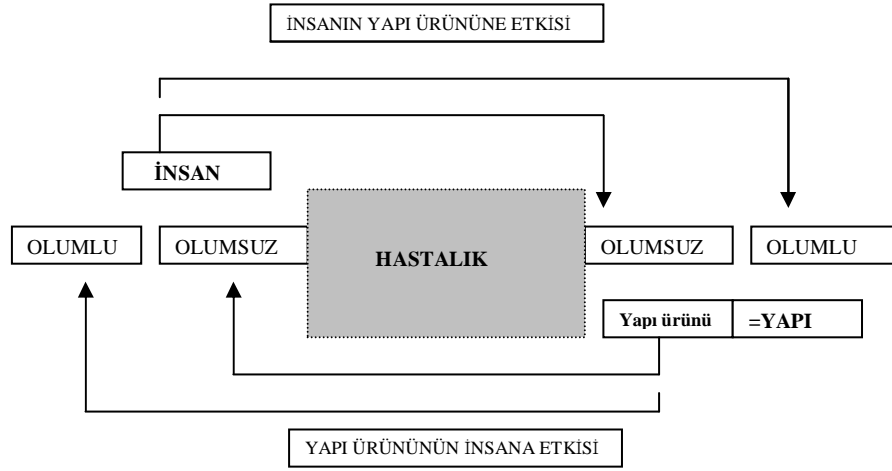 İNSANIN YAPI ÜRÜNÜNE ETKİSİ
İNSAN
OLUMLU
OLUMSUZ
HASTALIK
OLUMSUZ
OLUMLU
Yapı ürünü
=YAPI
YAPI ÜRÜNÜNÜN İNSANA ETKİSİ